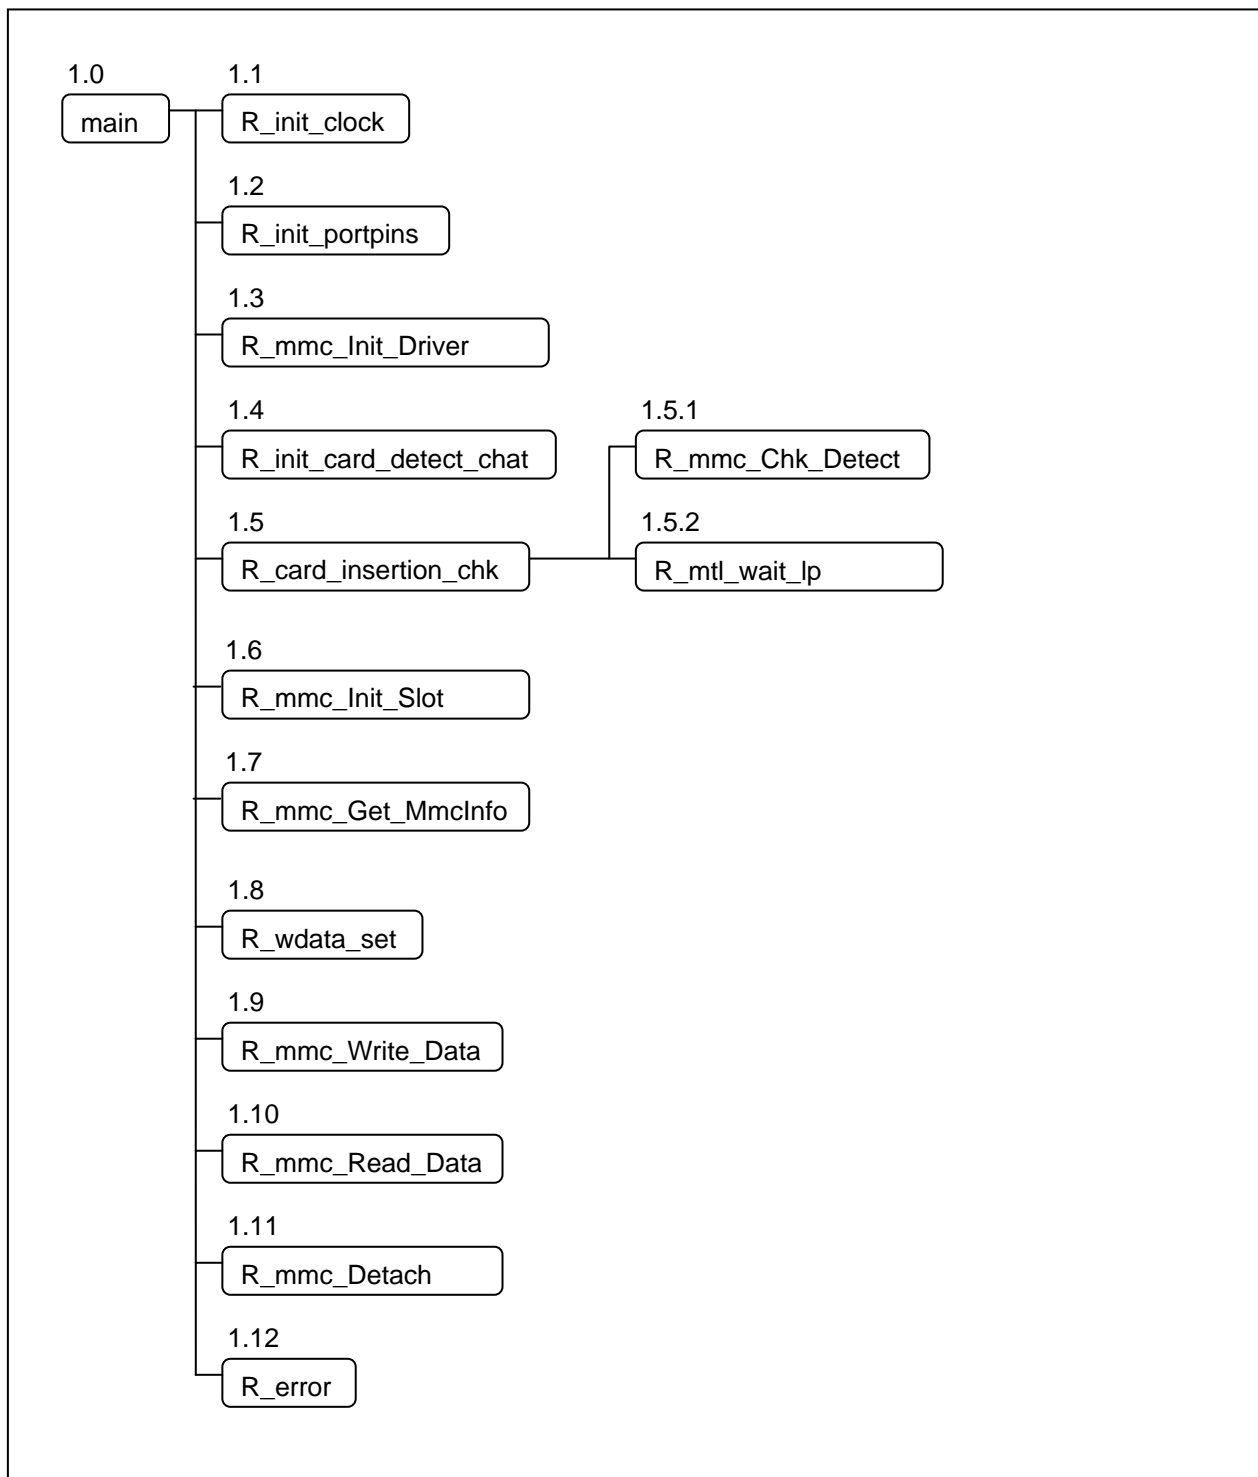 1.0
main
1.1
R_init_clock
1.2
R_init_portpins
1.3
R_mmc_Init_Driver
1.4
R_init_card_detect_chat
1.5
R_card_insertion_chk
1.5.1
R_mmc_Chk_Detect
1.5.2
R_mtl_wait_lp
1.6
R_mmc_Init_Slot
1.7
R_mmc_Get_MmcInfo
1.8
R_wdata_set
1.9
R_mmc_Write_Data
1.10
R_mmc_Read_Data
1.11
R_mmc_Detach
1.12
R_error